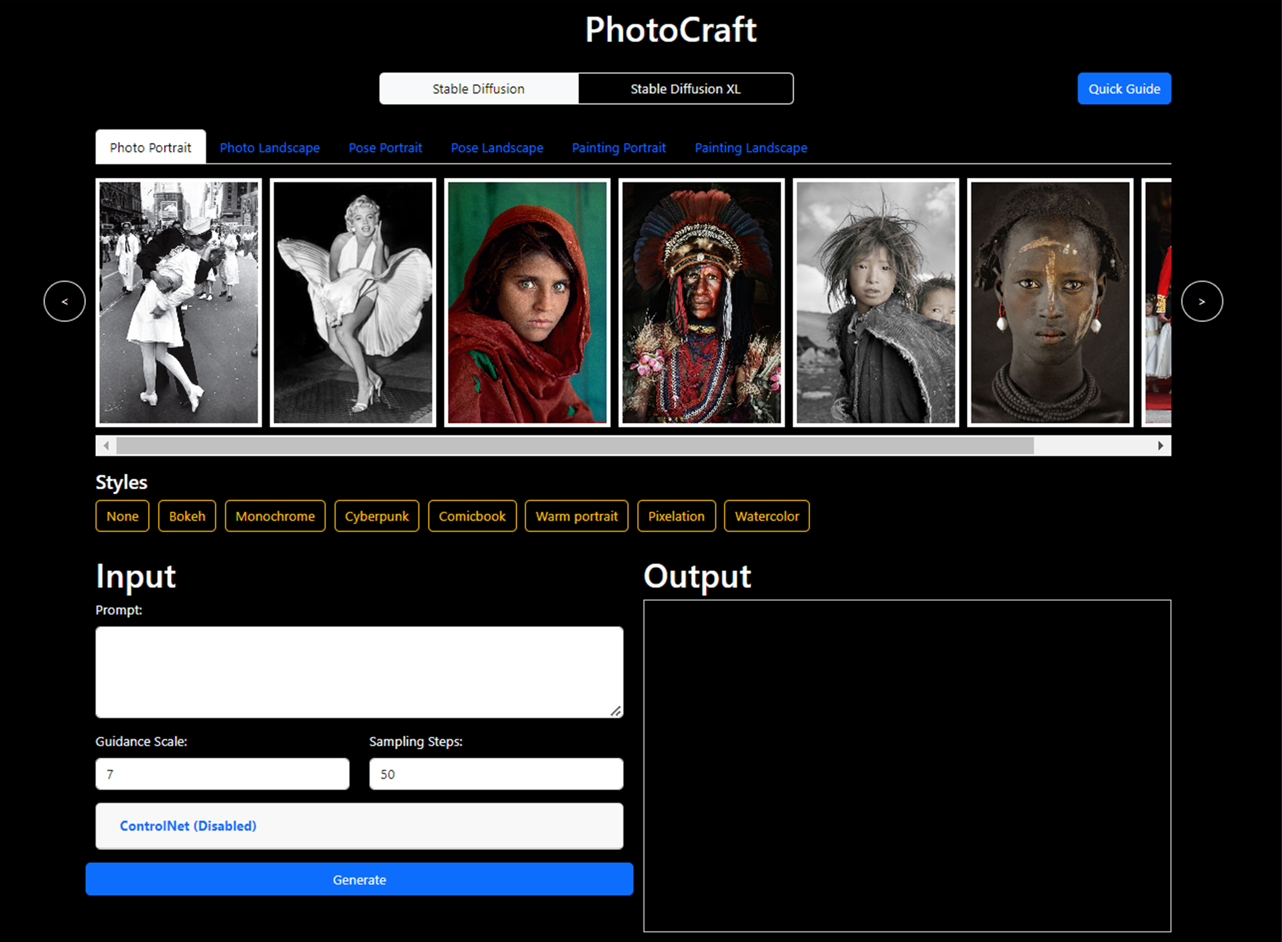 PhotoCraft
Stable Diffusion
Stable Diffusion XL
Quick Guide
Photo Portrait
Photo Landscape
Pose Portrait
Pose Landscape
Painting Portrait
Painting Landscape
<
>
Styles
None
Bokeh
Monochrome
Cyberpunk
Comicbook
Warm portrait
Pixelation
Watercolor
Input
Prompt:
Guidance Scale:
Sampling Steps:
7
50
ControlNet (Disabled)
Generate
Output